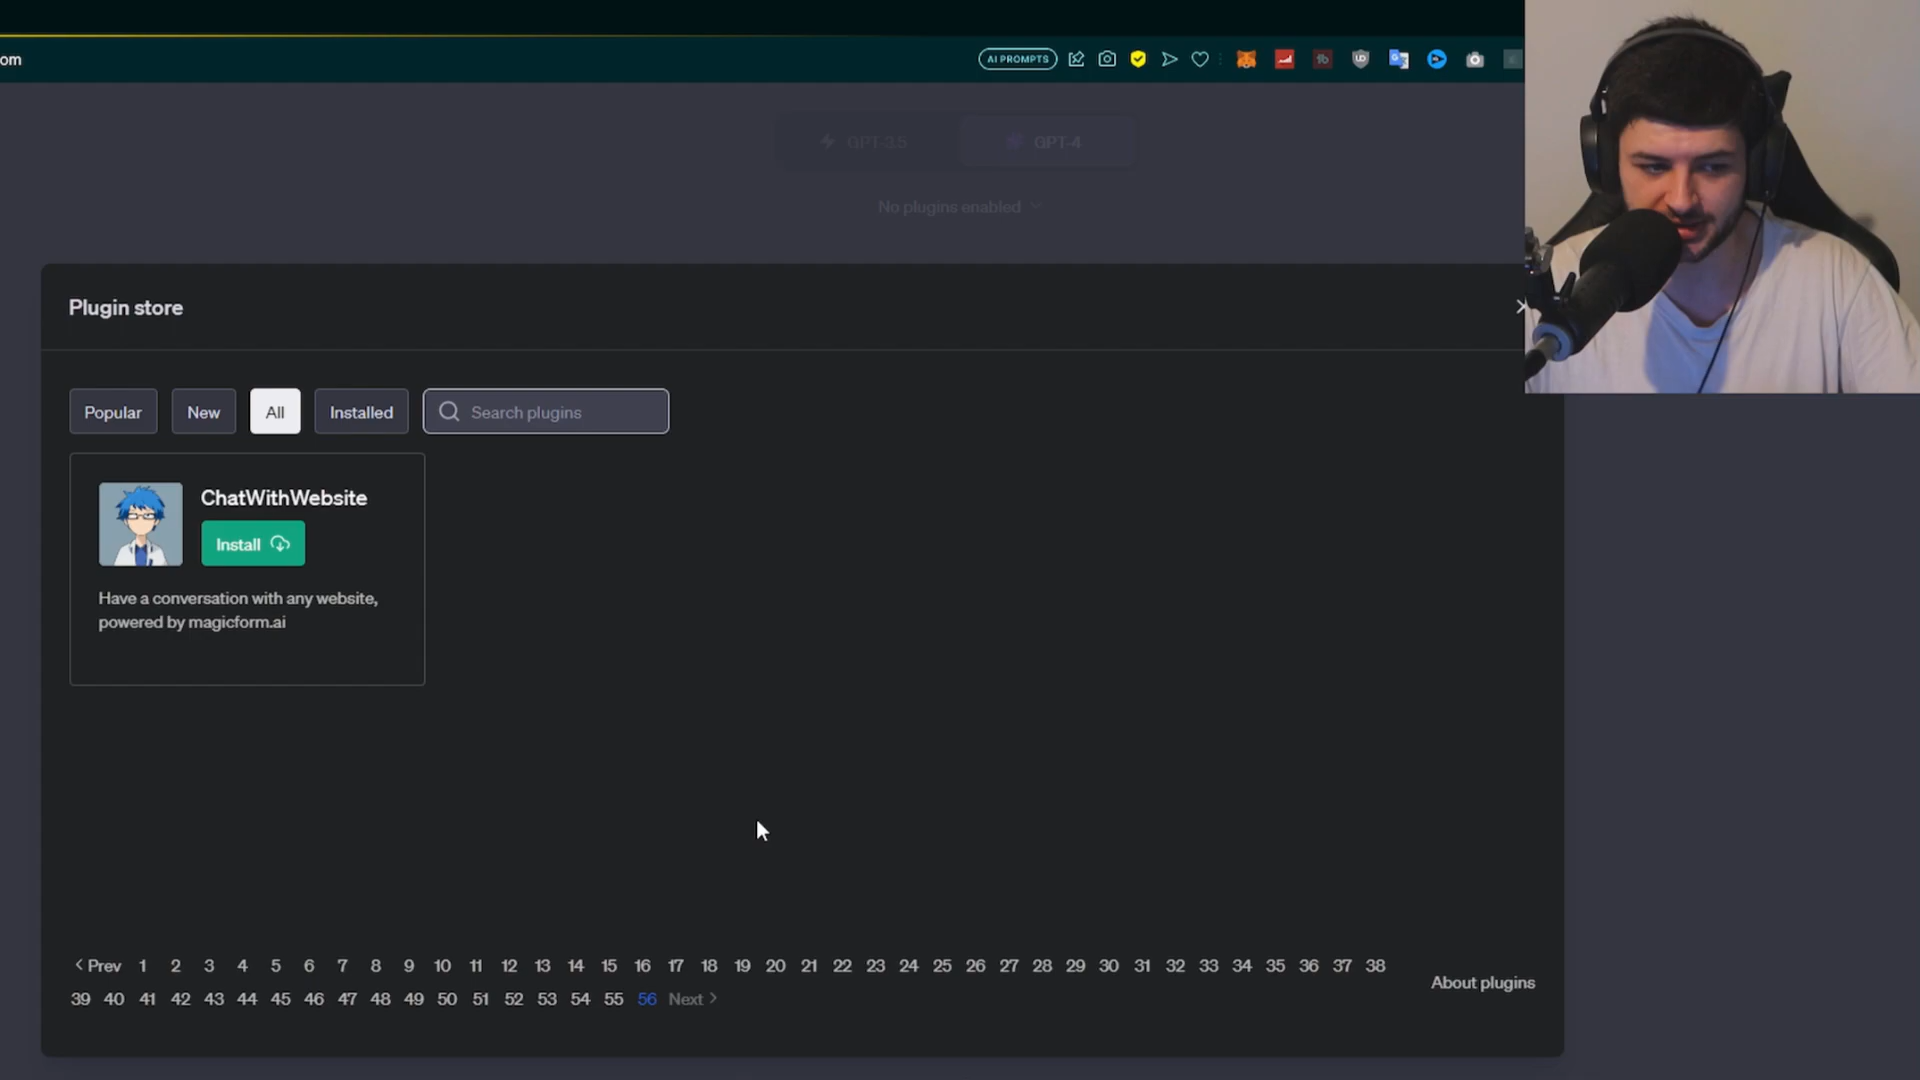 om
AI PROMPTS
GPT-3.5
GPT-4
No plugins enabled
Plugin store
Popular
New
All
Installed
Search plugins
ChatWithWebsite
Install
Have a conversation with any website,
powered by magicform.ai
Prev 1 2 3 4 5 6 7 8 9 10 11 12 13 14 15 16 17 18 19 20 21 22 23 24 25 26 27 28 29 30 31 32 33 34 35 36 37 38
39 40 41 42 43 44 45 46 47 48 49 50 51 52 53 54 55 56 Next
About plugins